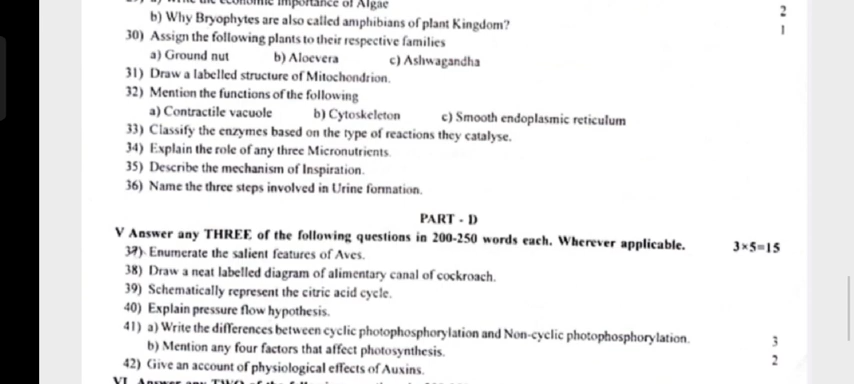 b) Why Bryophytes are also called amphibians of plant Kingdom? 1
30) Assign the following plants to their respective families
a) Ground nut b) Aloevera c) Ashwagandha
31) Draw a labelled structure of Mitochondrion.
32) Mention the functions of the following
a) Contractile vacuole b) Cytoskeleton c) Smooth endoplasmic reticulum
33) Classify the enzymes based on the type of reactions they catalyse.
34) Explain the role of any three Micronutrients.
35) Describe the mechanism of Inspiration.
36) Name the three steps involved in Urine formation.
PART - D
V Answer any THREE of the following questions in 200-250 words each. Wherever applicable. 3×5=15
37) Enumerate the salient features of Aves.
38) Draw a neat labelled diagram of alimentary canal of cockroach.
39) Schematically represent the citric acid cycle.
40) Explain pressure flow hypothesis.
41) a) Write the differences between cyclic photophosphorylation and Non-cyclic photophosphorylation. 3
b) Mention any four factors that affect photosynthesis. 2
42) Give an account of physiological effects of Auxins.